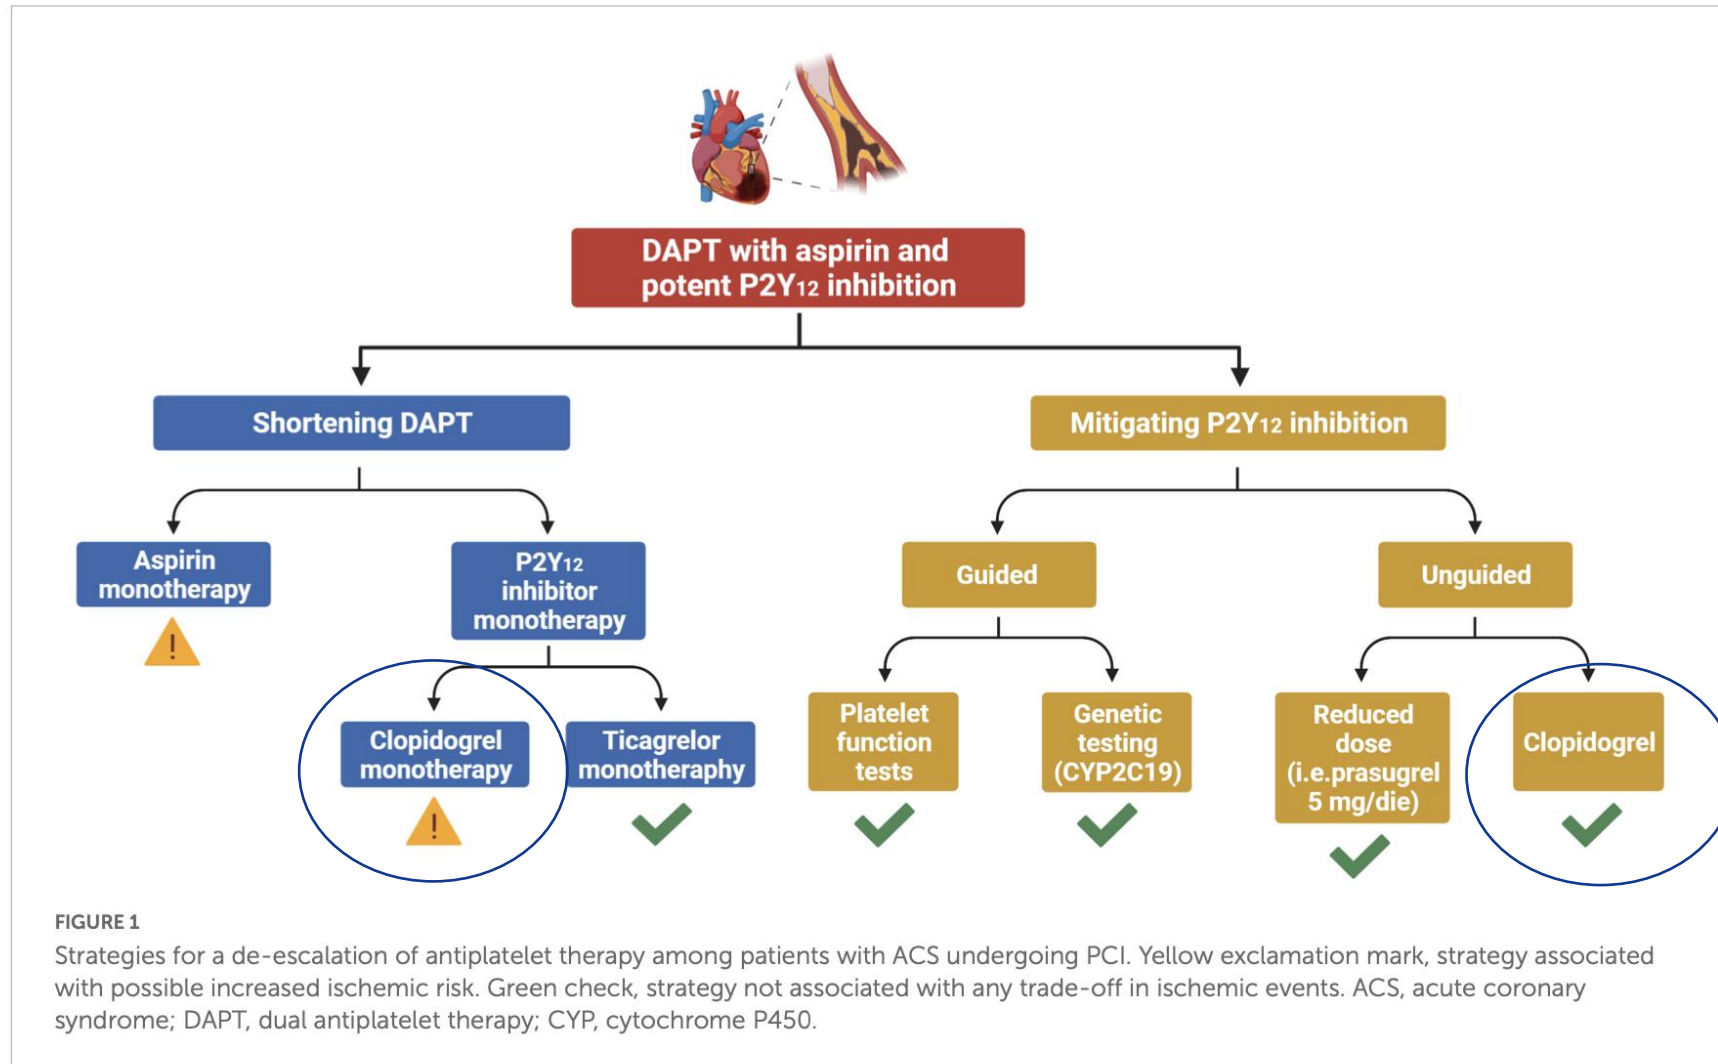 DAPT with aspirin and
potent P2Y12 inhibition
Shortening DAPT
Mitigating P2Y12 inhibition
Aspirin
monotherapy
P2Y12
inhibitor
monotherapy
Guided
Unguided
Clopidogrel
monotherapy
Ticagrelor
monotheraphy
Platelet
function
tests
Genetic
testing
(CYP2C19)
Reduced
dose
(i.e.prasugrel
5 mg/die)
Clopidogrel
FIGURE 1
Strategies for a de-escalation of antiplatelet therapy among patients with ACS undergoing PCI. Yellow exclamation mark, strategy associated
with possible increased ischemic risk. Green check, strategy not associated with any trade-off in ischemic events. ACS, acute coronary
syndrome; DAPT, dual antiplatelet therapy; CYP, cytochrome P450.